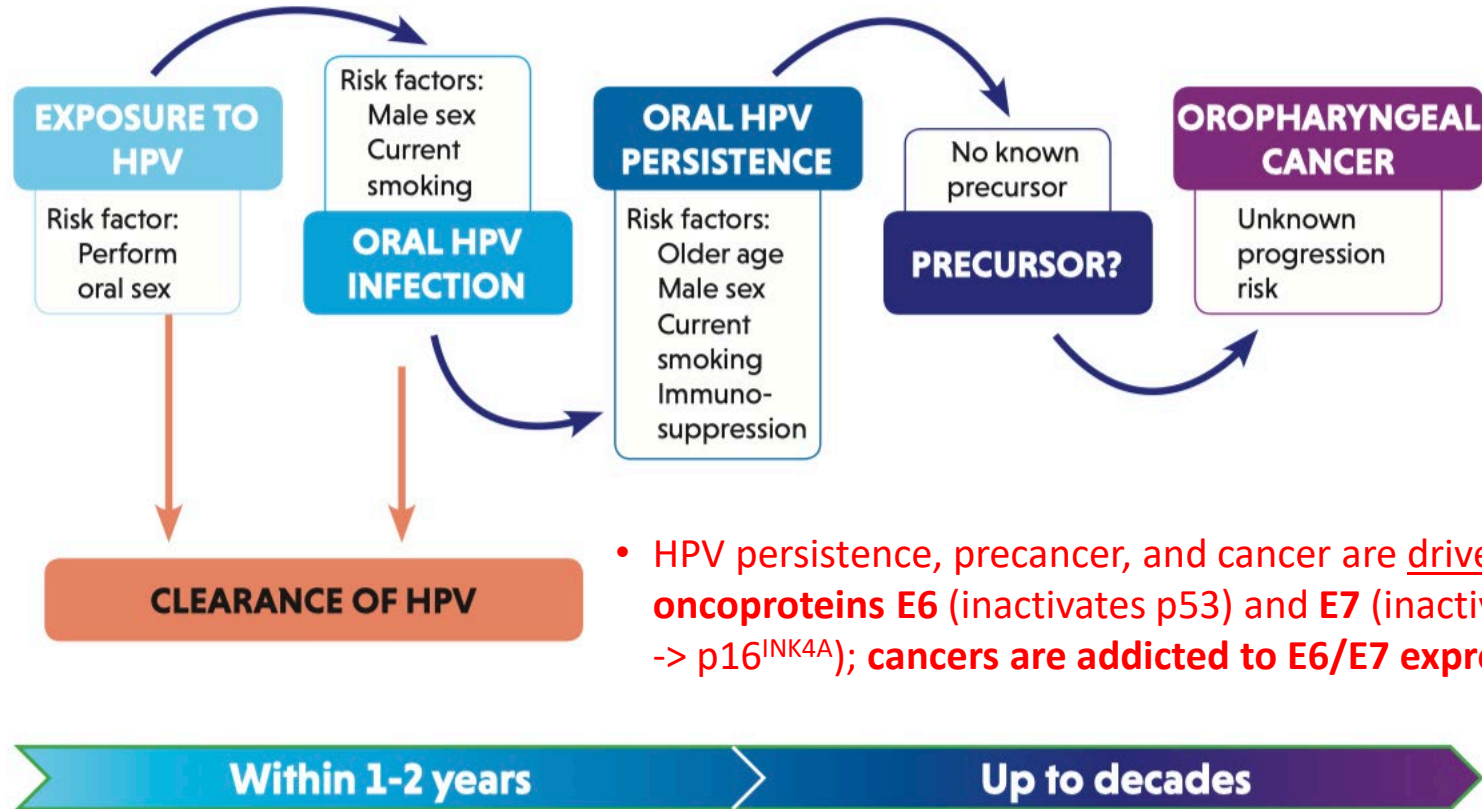 EXPOSURE TO
HPV
Risk factor:
Perform
oral sex
Risk factors:
Male sex
Current
smoking
ORAL HPV
INFECTION
ORAL HPV
PERSISTENCE
Risk factors:
Older age
Male sex
Current
smoking
Immuno-
suppression
No known
precursor
PRECURSOR?
OROPHARYNGEAL
CANCER
Unknown
progression
risk
CLEARANCE OF HPV
• HPV persistence, precancer, and cancer are
oncoproteins E6 (inactivates p53) and E7
-> p16INK4A); cancers are addicted to E6/E7
Within 1-2 years
Up to decades